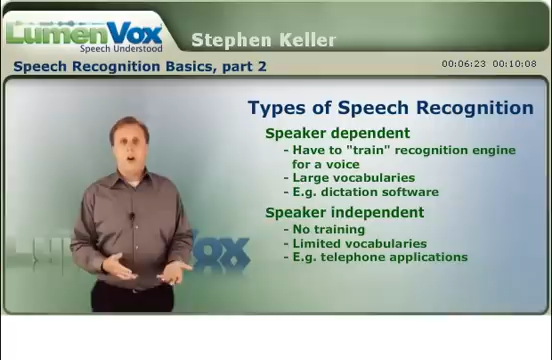 LumenVox
Speech Understood
Stephen Keller
Speech Recognition Basics, part 2
00:06:23 00:10:08
Types of Speech Recognition
Speaker dependent
- Have to "train" recognition engine
for a voice
- Large vocabularies
- E.g. dictation software
Speaker independent
- No training
- Limited vocabularies
- E.g. telephone applications